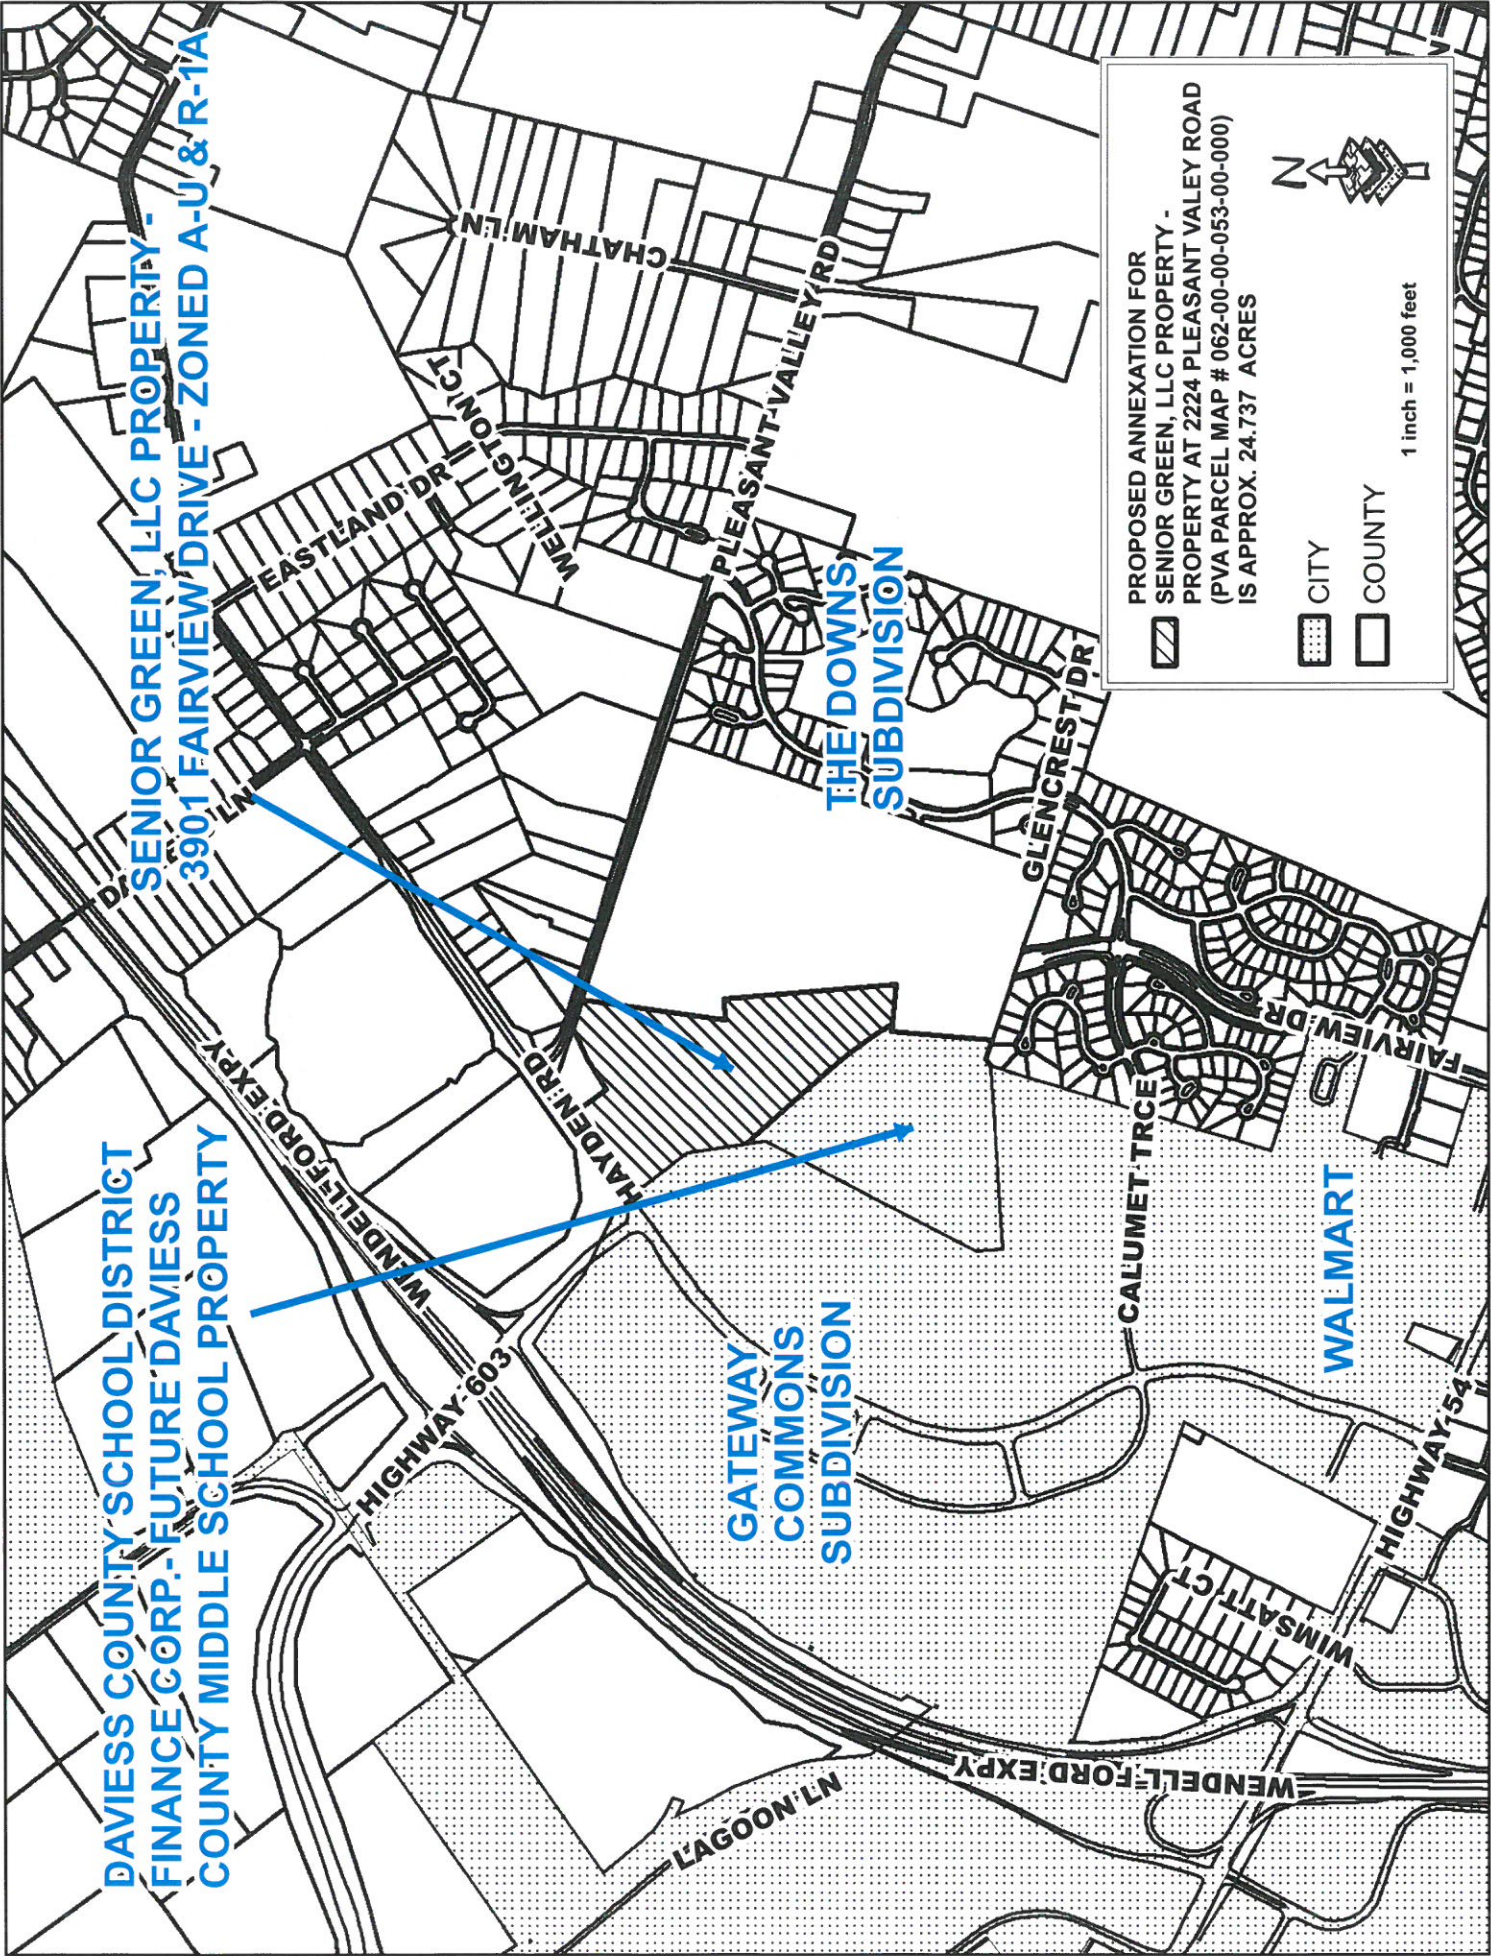 DAVIESS COUNTY SCHOOL DISTRICT
FINANCE CORP.- FUTURE DAVIESS
COUNTY MIDDLE SCHOOL PROPERTY
SENIOR GREEN, LLC PROPERTY -
3901 FAIRVIEW DRIVE - ZONED A-U & R-1A
LN
WENDELL FORD EXPY
HIGHWAY 603
HAYDEN RD
EASTLAND DR
WELLINGTON CT
CHATHAM LN
PLEASANT VALLEY RD
GATEWAY
COMMONS
SUBDIVISION
THE DOWNS
SUBDIVISION
LAGOON LN
WENDELL FORD EXPY
GLENCREST DR
CALUMET TRCE
FAIRVIEW DR
WALMART
WIMSATT CT
HIGHWAY 54
PROPOSED ANNEXATION FOR
SENIOR GREEN, LLC PROPERTY -
PROPERTY AT 2224 PLEASANT VALEY ROAD
(PVA PARCEL MAP # 062-00-00-053-00-000)
IS APPROX. 24.737 ACRES
CITY
COUNTY
N
1 inch = 1,000 feet